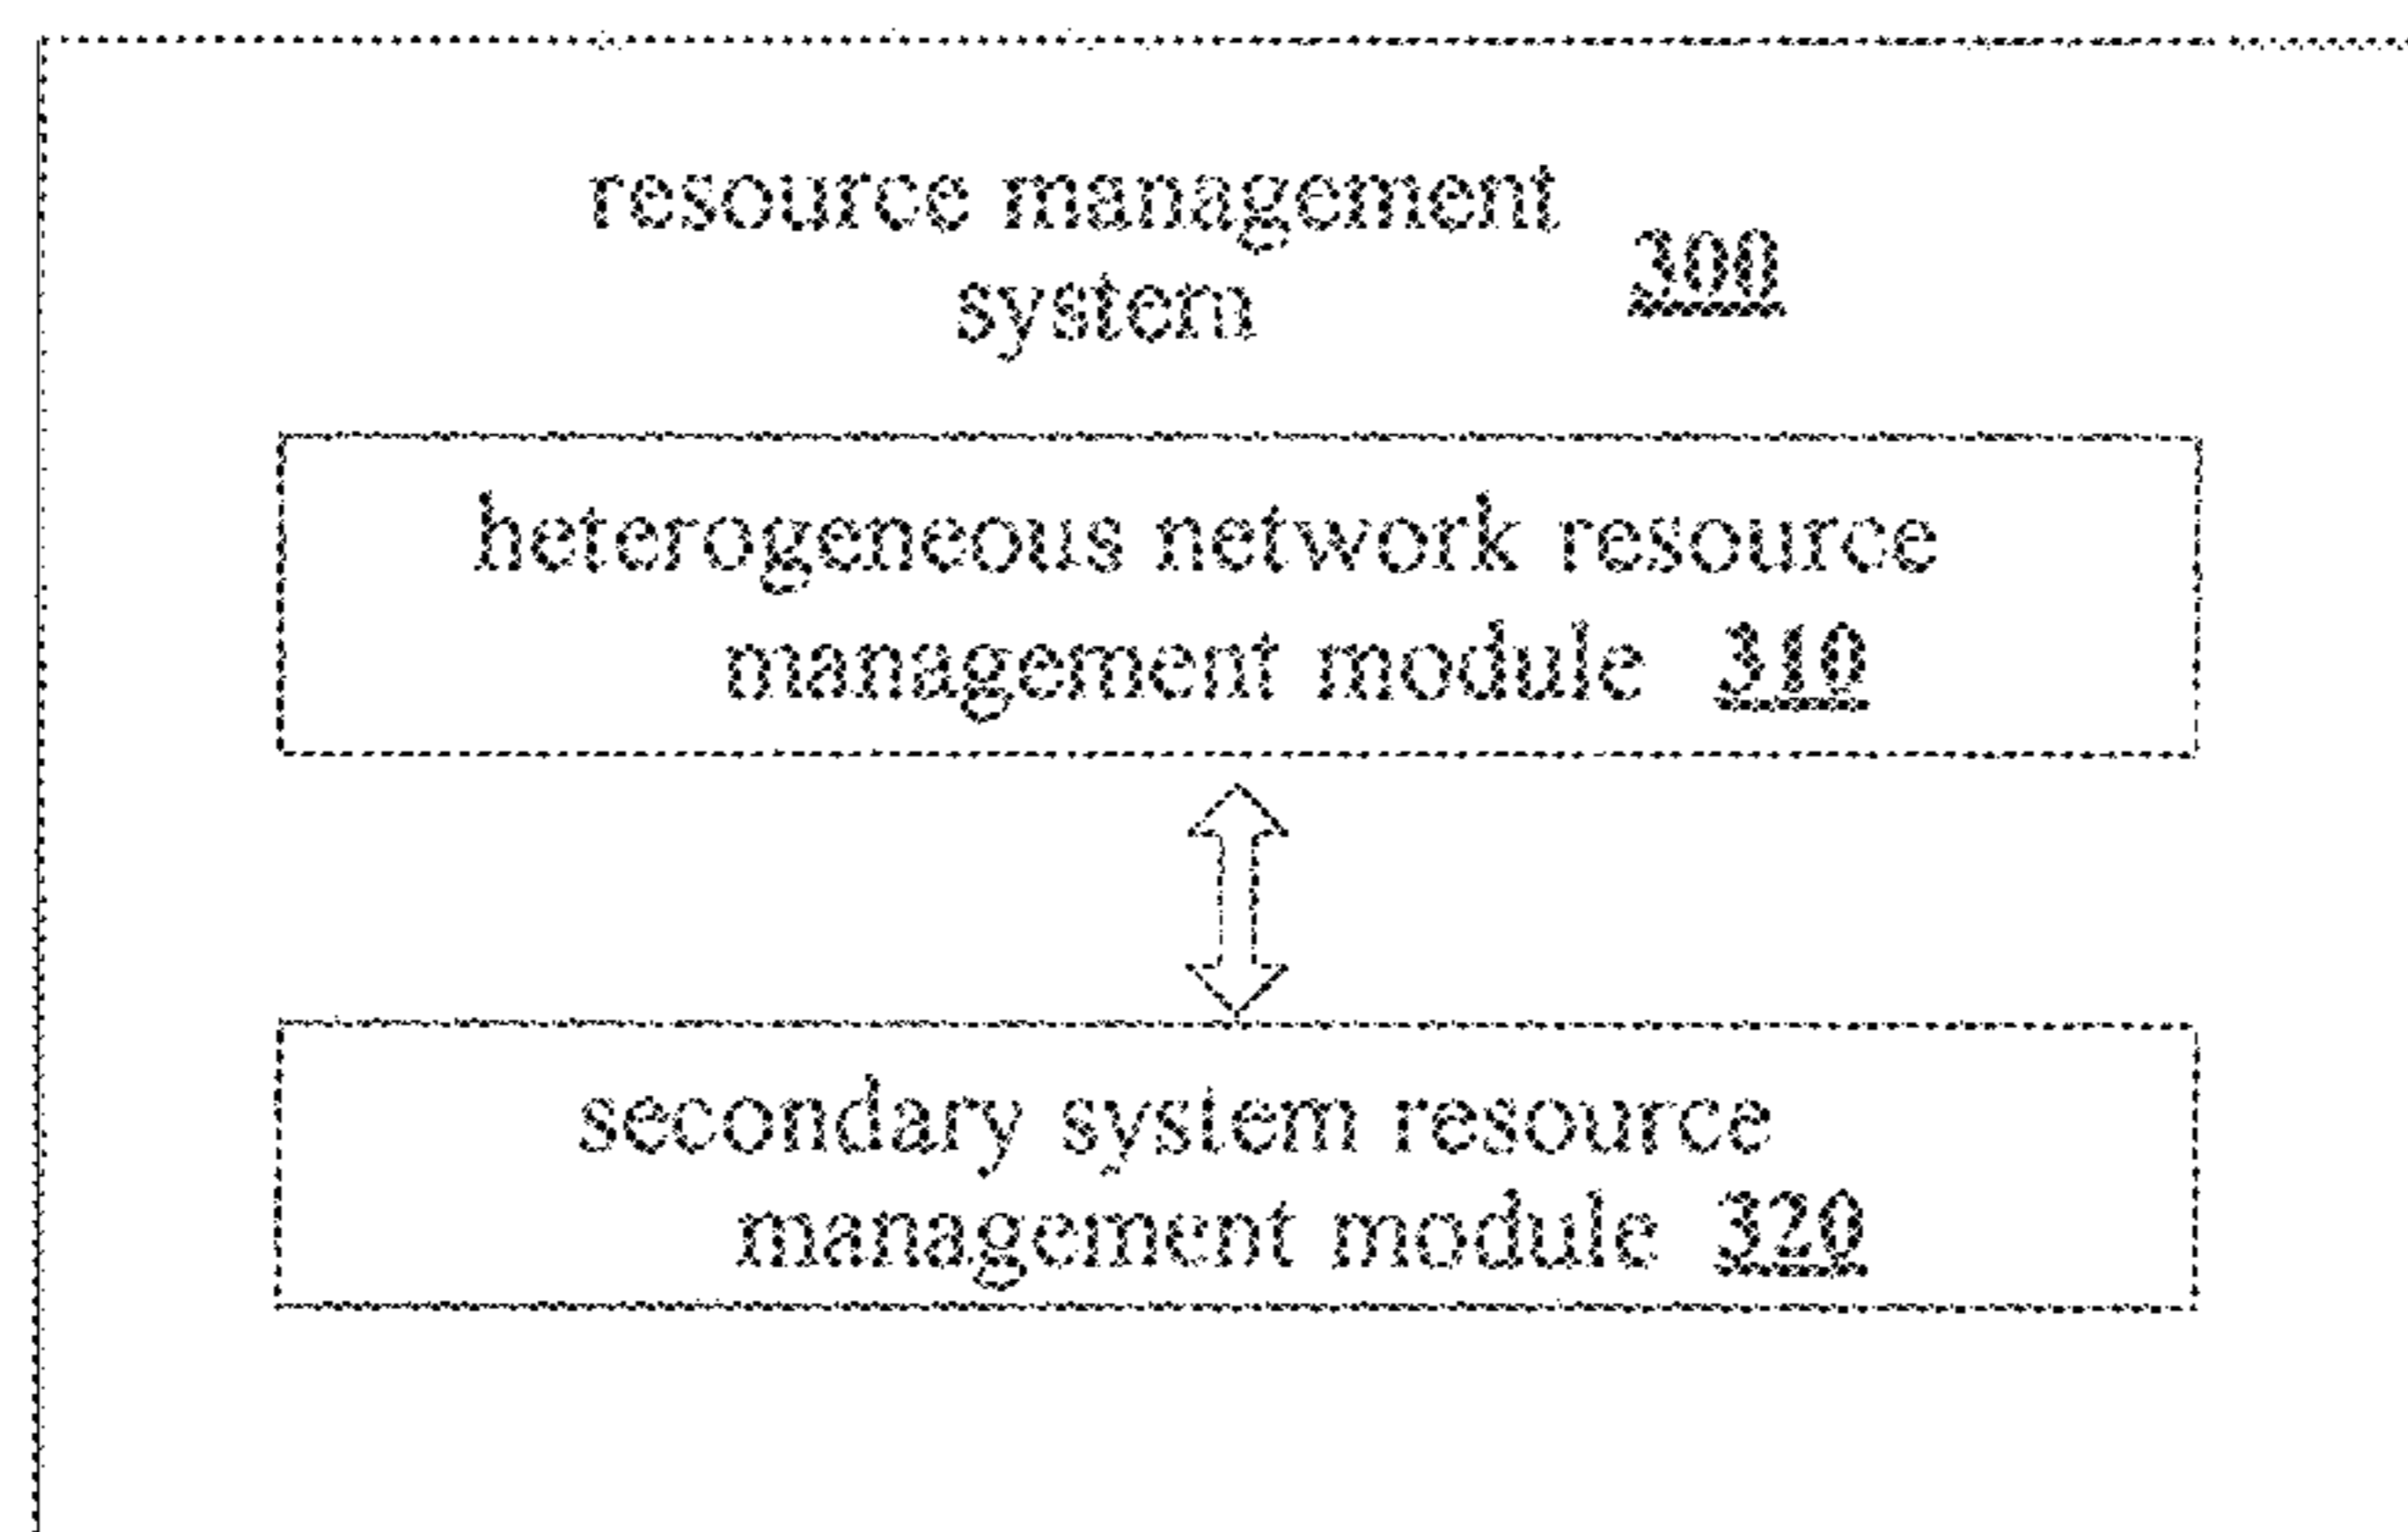 resource management
system 300
heterogeneous network resource
management module 310
secondary system resource
management module 320